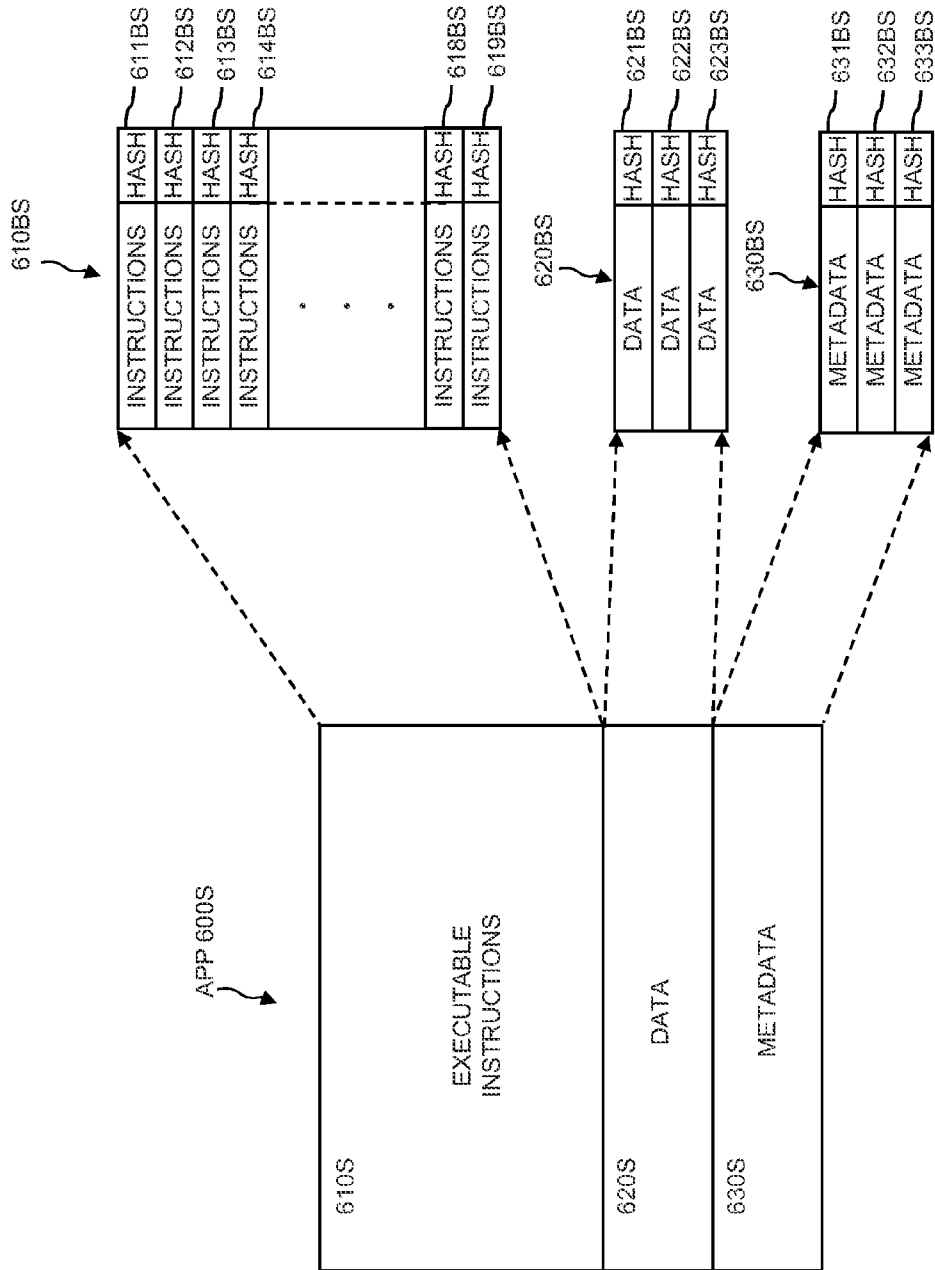 APP 600S
610S
EXECUTABLE
INSTRUCTIONS
620S
DATA
630S
METADATA
610BS
INSTRUCTIONS HASH 611BS
INSTRUCTIONS HASH 612BS
INSTRUCTIONS HASH 613BS
INSTRUCTIONS HASH 614BS
. . .
INSTRUCTIONS HASH 618BS
INSTRUCTIONS HASH 619BS
620BS
DATA HASH 621BS
DATA HASH 622BS
DATA HASH 623BS
630BS
METADATA HASH 631BS
METADATA HASH 632BS
METADATA HASH 633BS